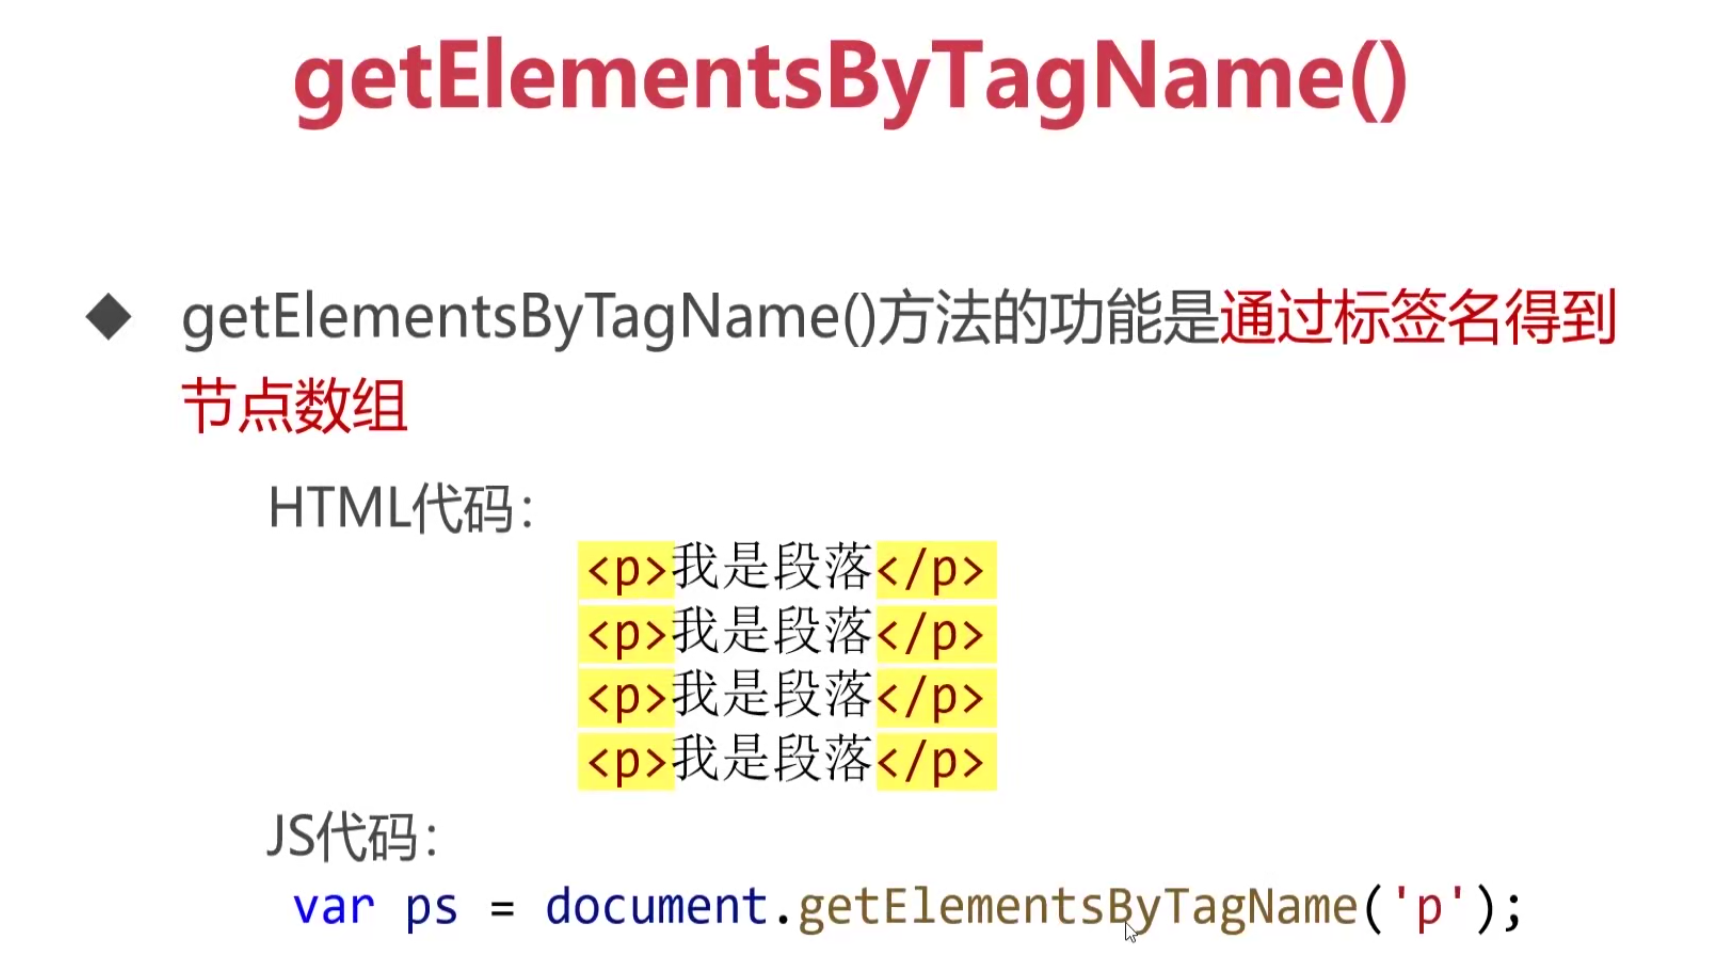 getElementsByTagName()
getElementsByTagName()方法的功能是通过标签名得到
节点数组
HTML代码：
<p>我是段落</p>
<p>我是段落</p>
<p>我是段落</p>
<p>我是段落</p>
JS代码：
var ps = document.getElementsByTagName('p');